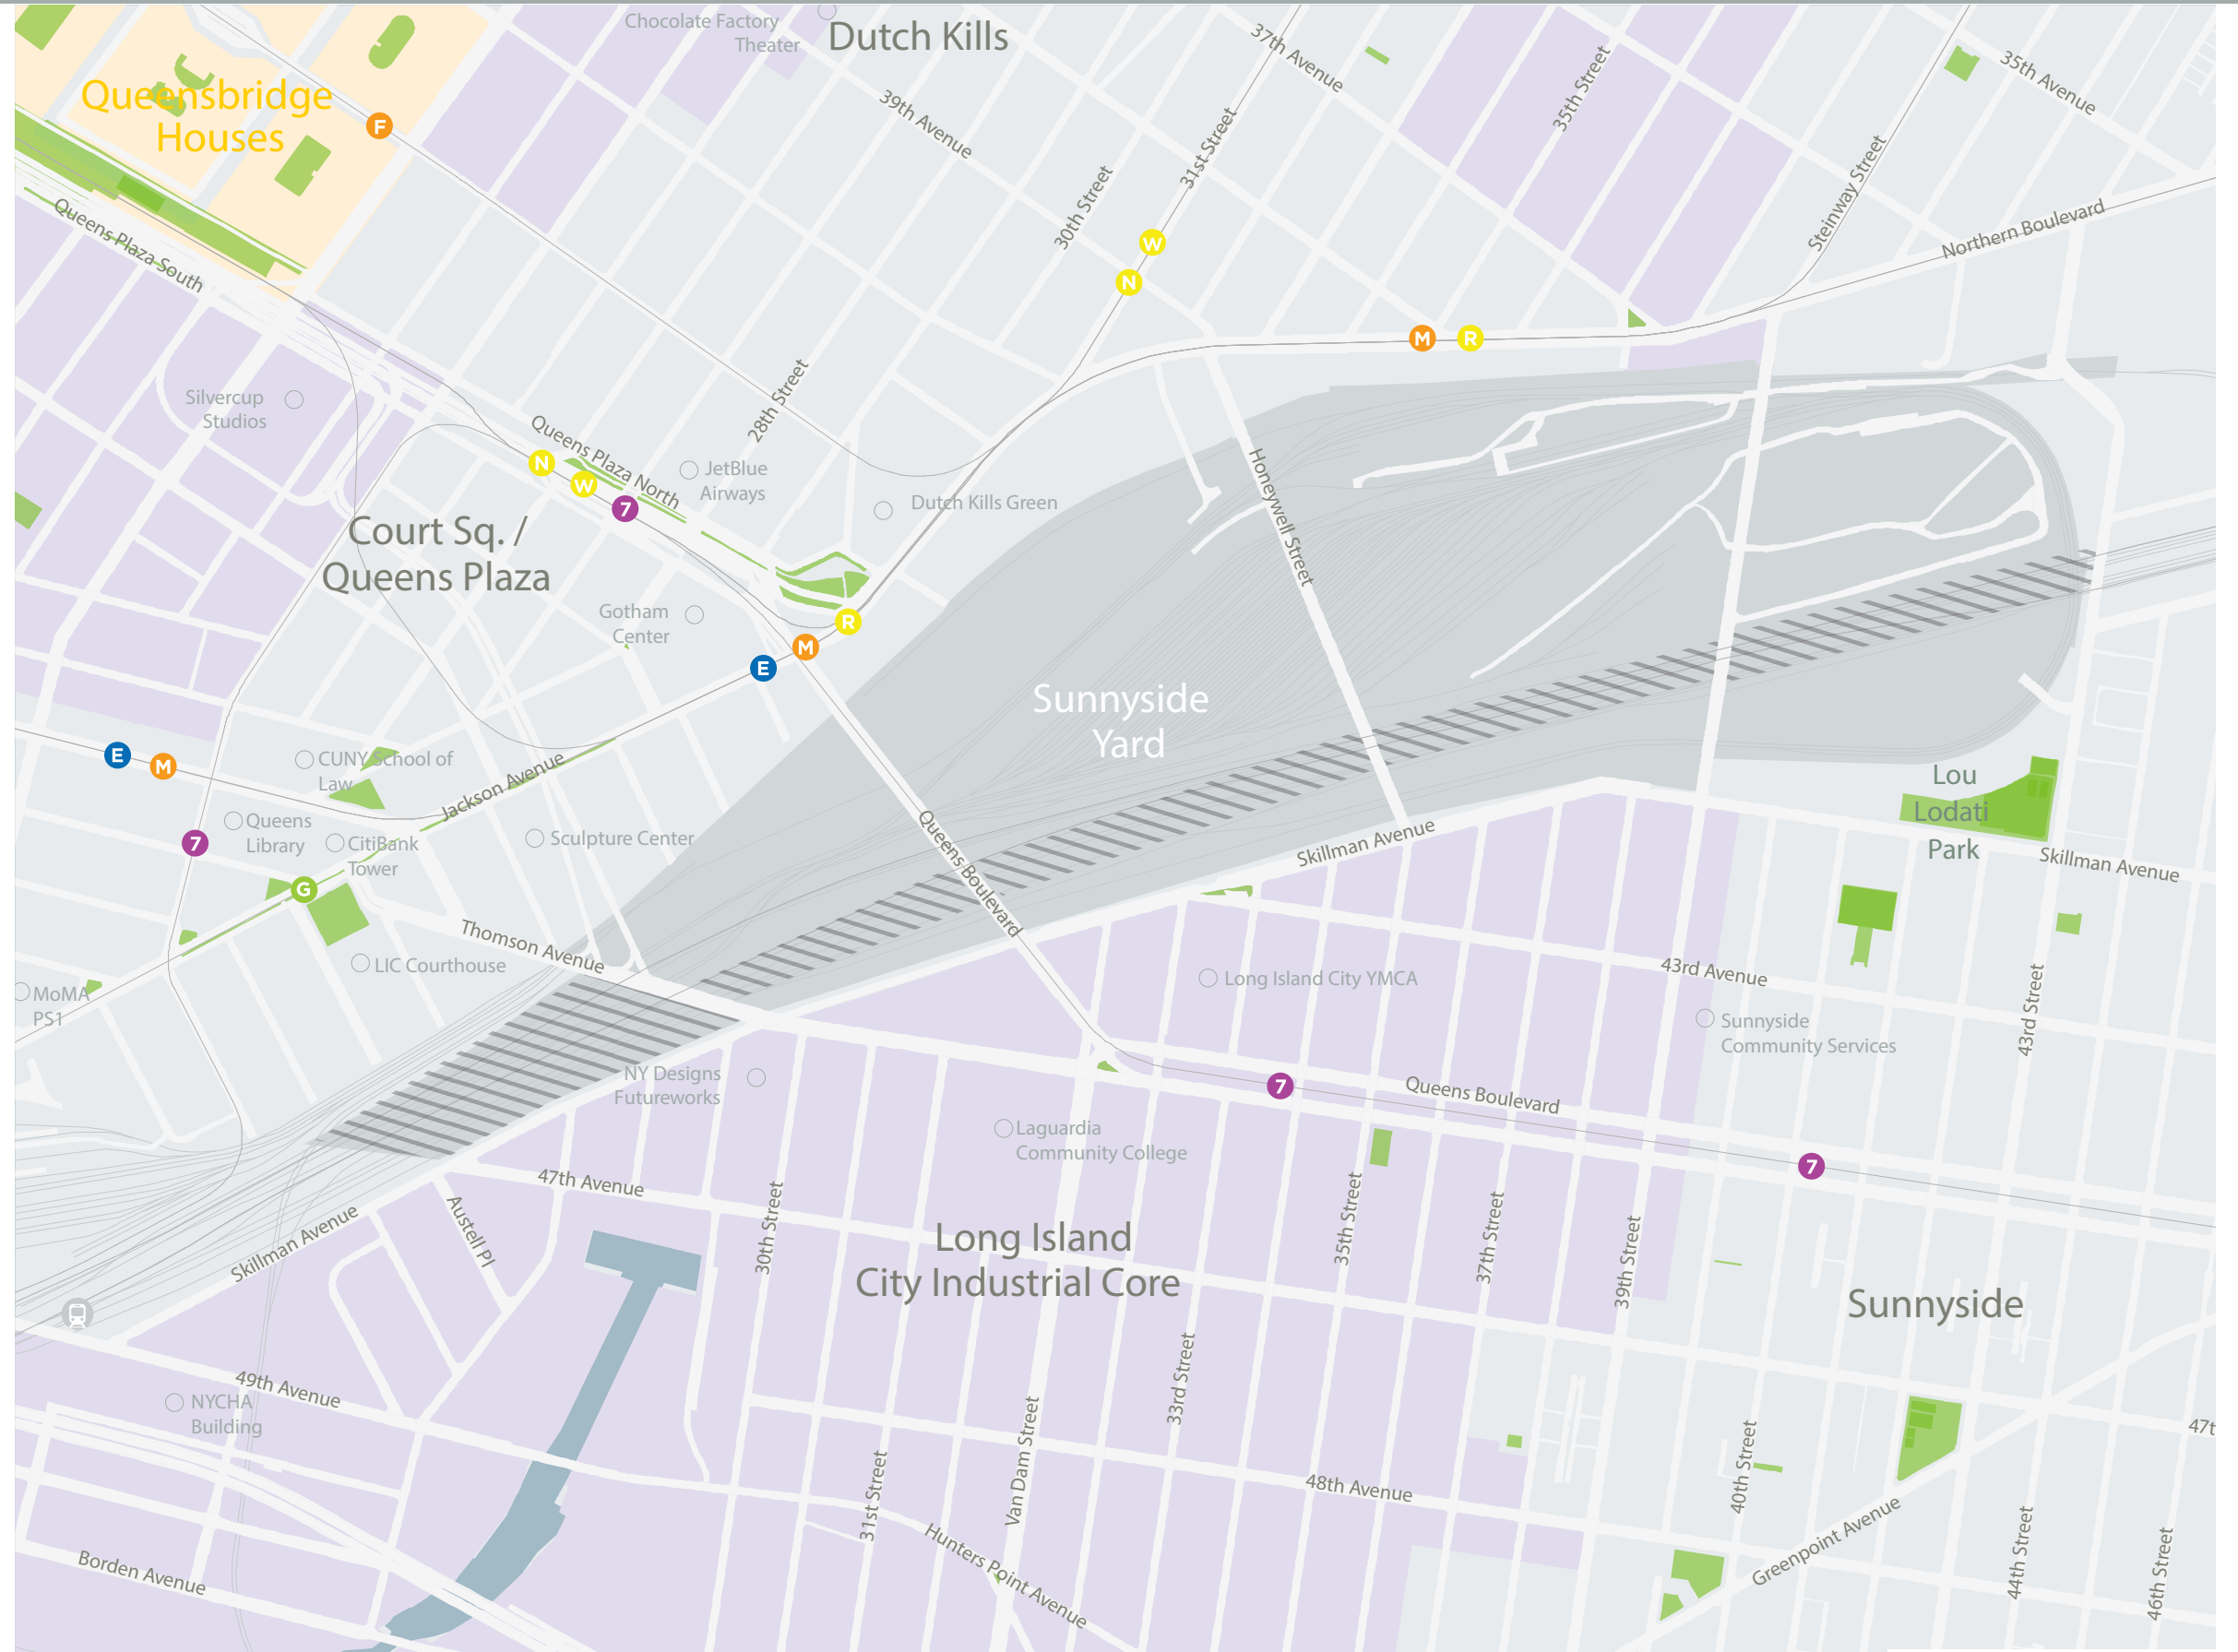 Chocolate Factory
Theater
Dutch Kills
37th Avenue
35th Street
35th Avenue
Queensbridge
Houses
F
39th Avenue
31st Street
30th Street
Steinway Street
Northern Boulevard
Queens Plaza South
W
N
M
R
Silvercup
Studios
28th Street
Queens Plaza North
N
W
7
JetBlue
Airways
Dutch Kills Green
Honeywell Street
Court Sq. /
Queens Plaza
Gotham
Center
R
M
E
Sunnyside
Yard
E
M
CUNY School of
Law
Jackson Avenue
Lou
Lodati
Park
Queens
Library
CitiBank
Tower
7
Sculpture Center
Queens Boulevard
Skillman Avenue
Skillman Avenue
G
Thomson Avenue
LIC Courthouse
MoMA
PS1
Long Island City YMCA
43rd Avenue
Sunnyside
Community Services
43rd Street
NY Designs
Futureworks
7
Queens Boulevard
Laguardia
Community College
7
47th Avenue
Austell Pl
Skillman Avenue
30th Street
Long Island
City Industrial Core
35th Street
37th Street
39th Street
Sunnyside
49th Avenue
NYCHA
Building
33rd Street
Van Dam Street
31st Street
48th Avenue
40th Street
47t
Greenpoint Avenue
44th Street
46th Street
Hunters Point Avenue
Borden Avenue